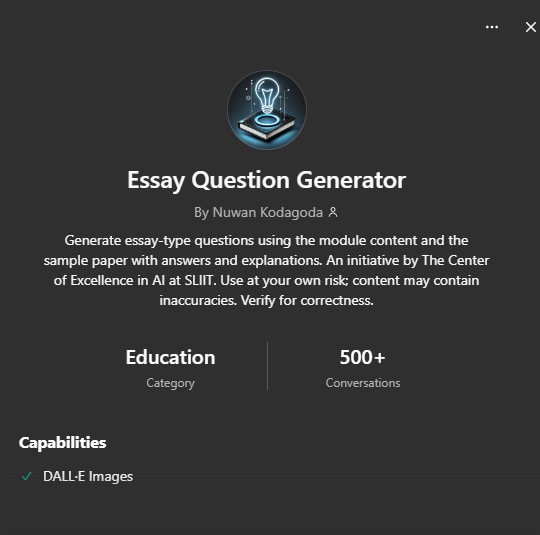 Essay Question Generator
By Nuwan Kodagoda
Generate essay-type questions using the module content and the
sample paper with answers and explanations. An initiative by The Center
of Excellence in AI at SLIIT. Use at your own risk; content may contain
inaccuracies. Verify for correctness.
Education
Category
500+
Conversations
Capabilities
DALL·E Images